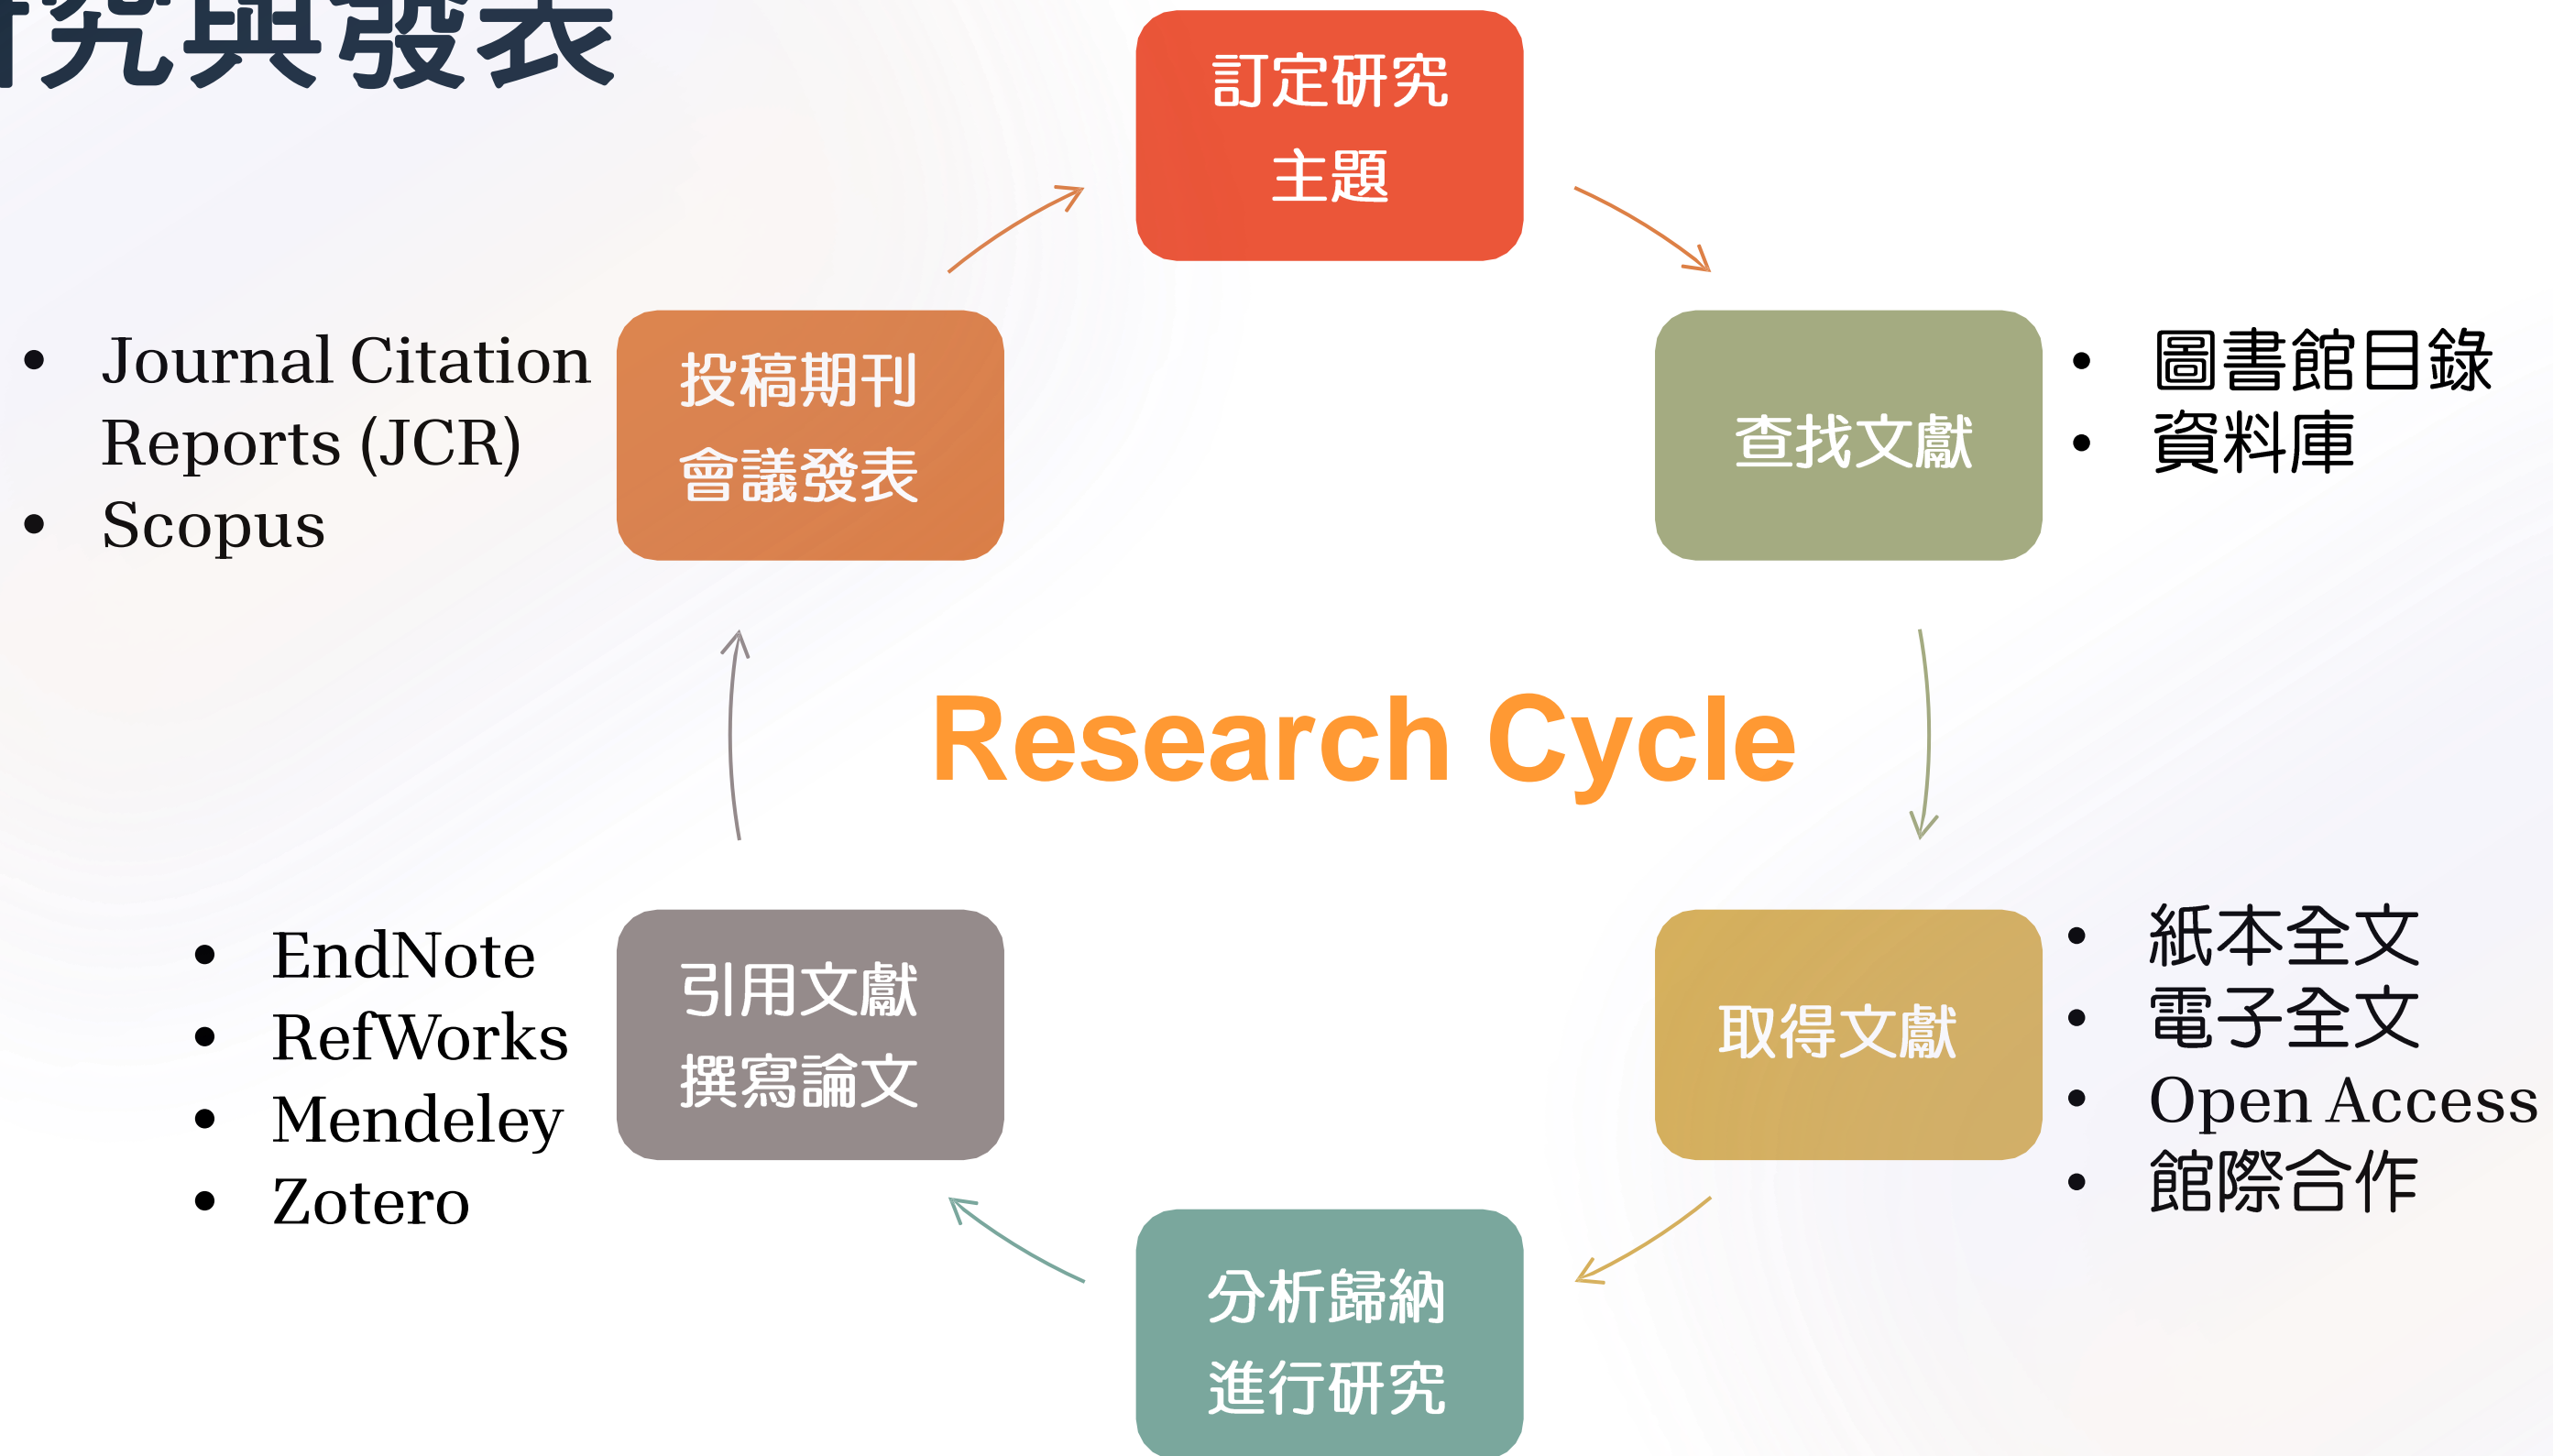 究與發表
訂定研究
主題
查找文獻
• 圖書館目錄
• 資料庫
取得文獻
• 紙本全文
• 電子全文
• Open Access
• 館際合作
分析歸納
進行研究
引用文獻
撰寫論文
• EndNote
• RefWorks
• Mendeley
• Zotero
投稿期刊
會議發表
• Journal Citation
Reports (JCR)
• Scopus
Research Cycle